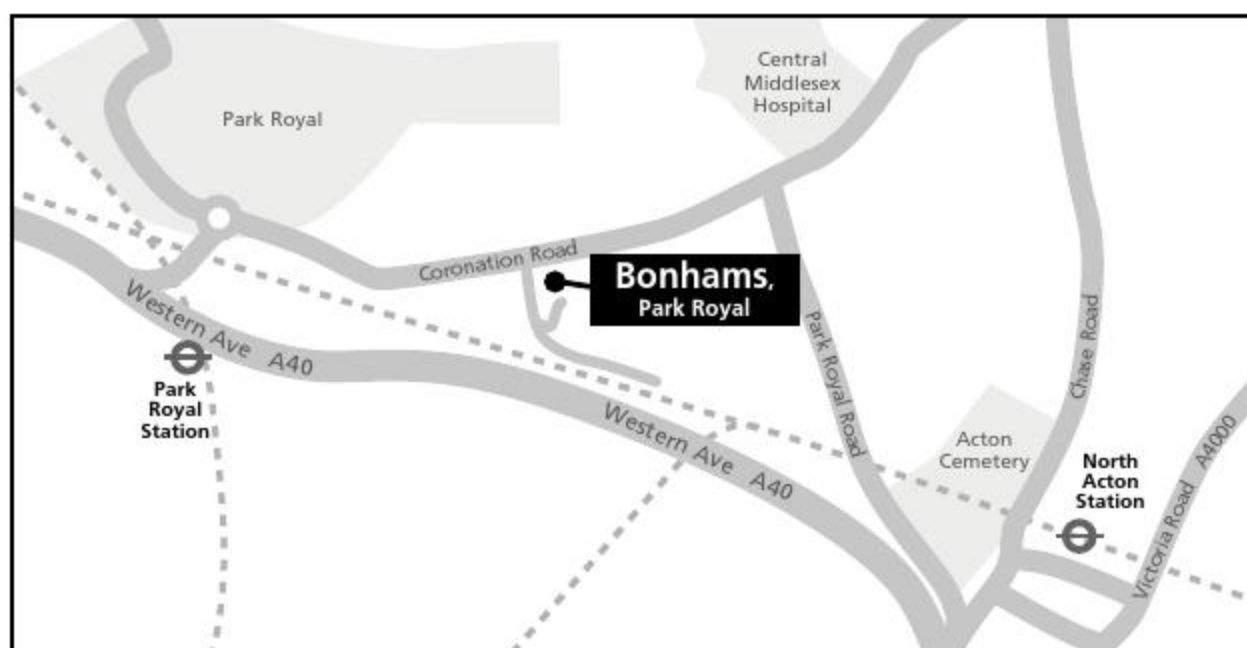 Central
Middlesex
Hospital
Park Royal
Coronation Road
Bonhams,
Park Royal
Western Ave A40
Park Royal Road
Chase Road
Park
Royal
Station
Western Ave A40
Acton
Cemetery
North
Acton
Station
Victoria Road A4000